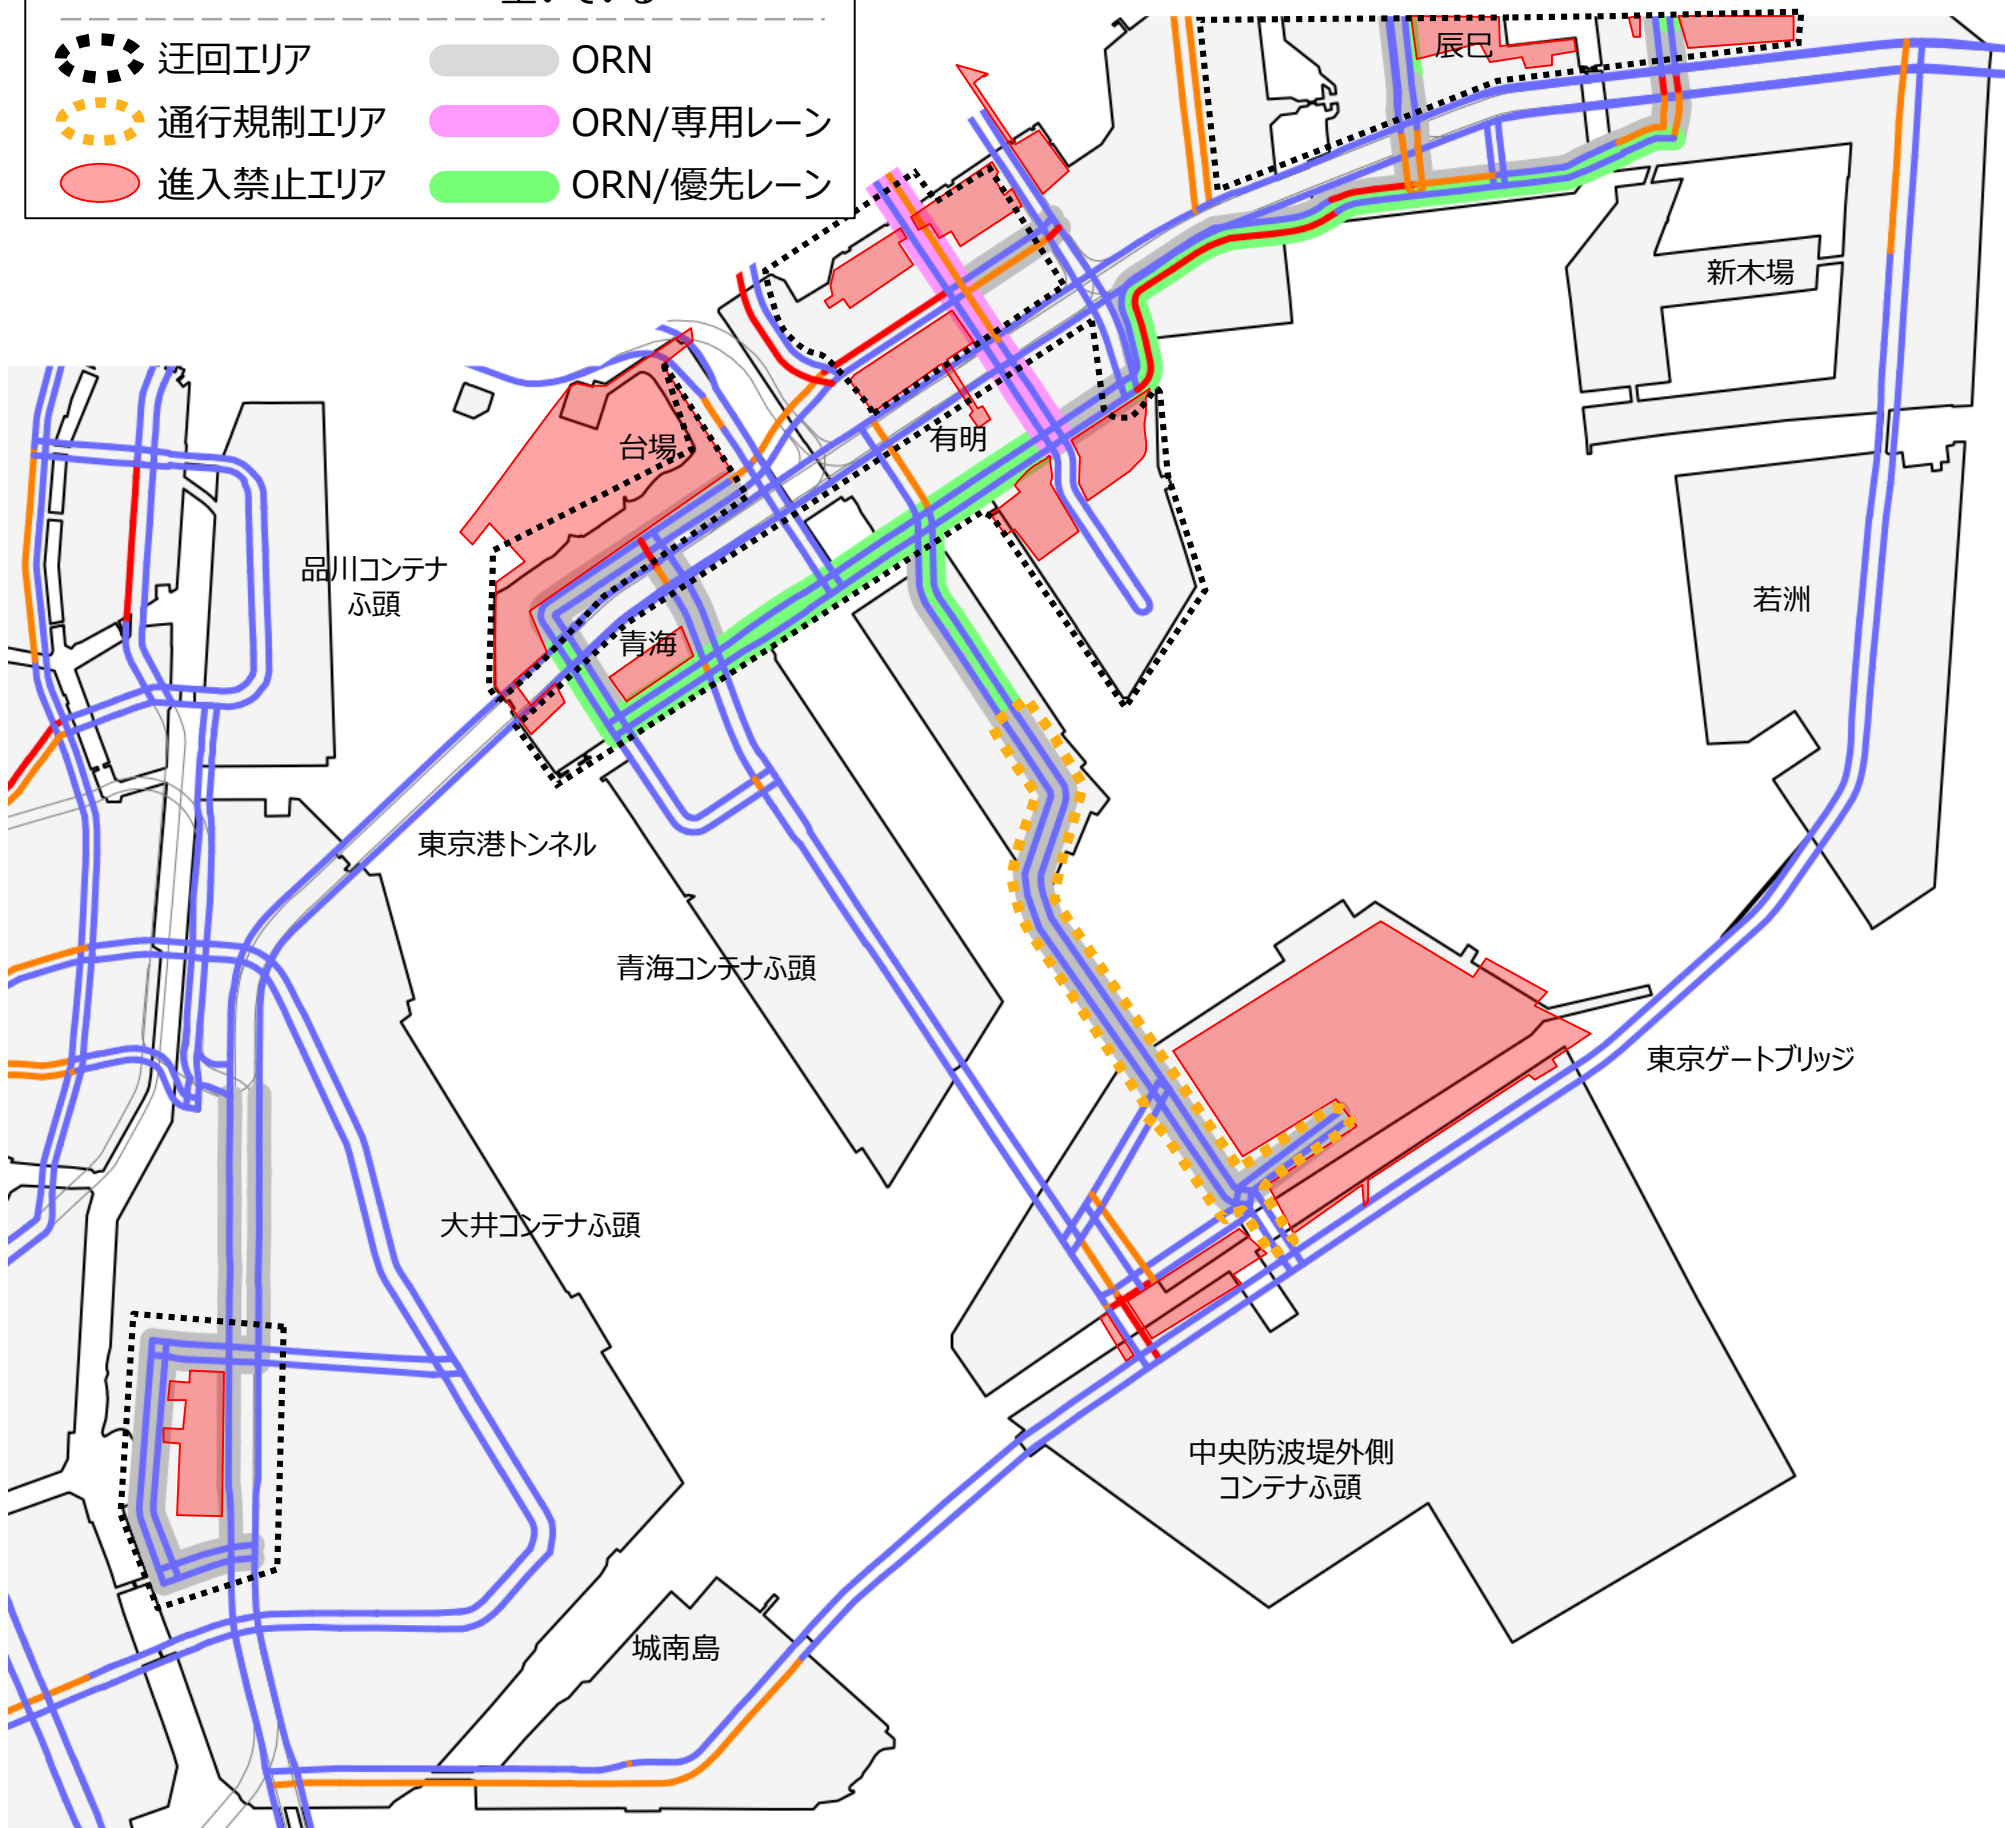 空いている
迂回エリア
ORN
通行規制エリア
ORN/専用レーン
進入禁止エリア
ORN/優先レーン
辰巳
新木場
有明
台場
品川コンテナ
ふ頭
青海
若洲
東京港トンネル
青海コンテナふ頭
東京ゲートブリッジ
大井コンテナふ頭
中央防波堤外側
コンテナふ頭
城南島